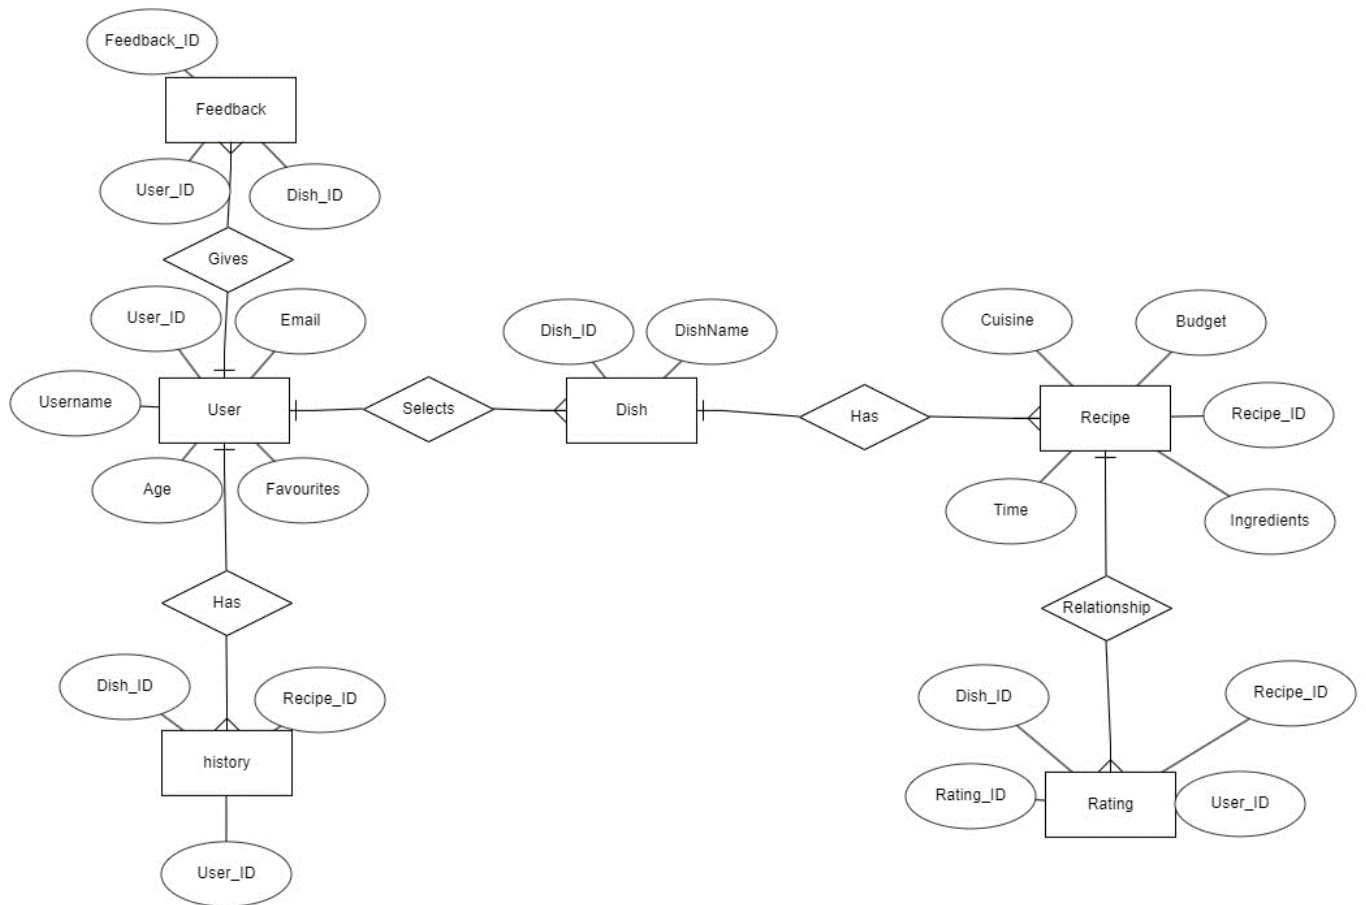 Feedback_ID
Feedback
User_ID
Dish_ID
Gives
User_ID
Email
Username
User
Age
Favourites
Selects
Dish_ID
DishName
Dish
Has
Cuisine
Budget
Recipe
Recipe_ID
Time
Ingredients
Has
Dish_ID
Recipe_ID
history
User_ID
Relationship
Dish_ID
Recipe_ID
Rating_ID
Rating
User_ID